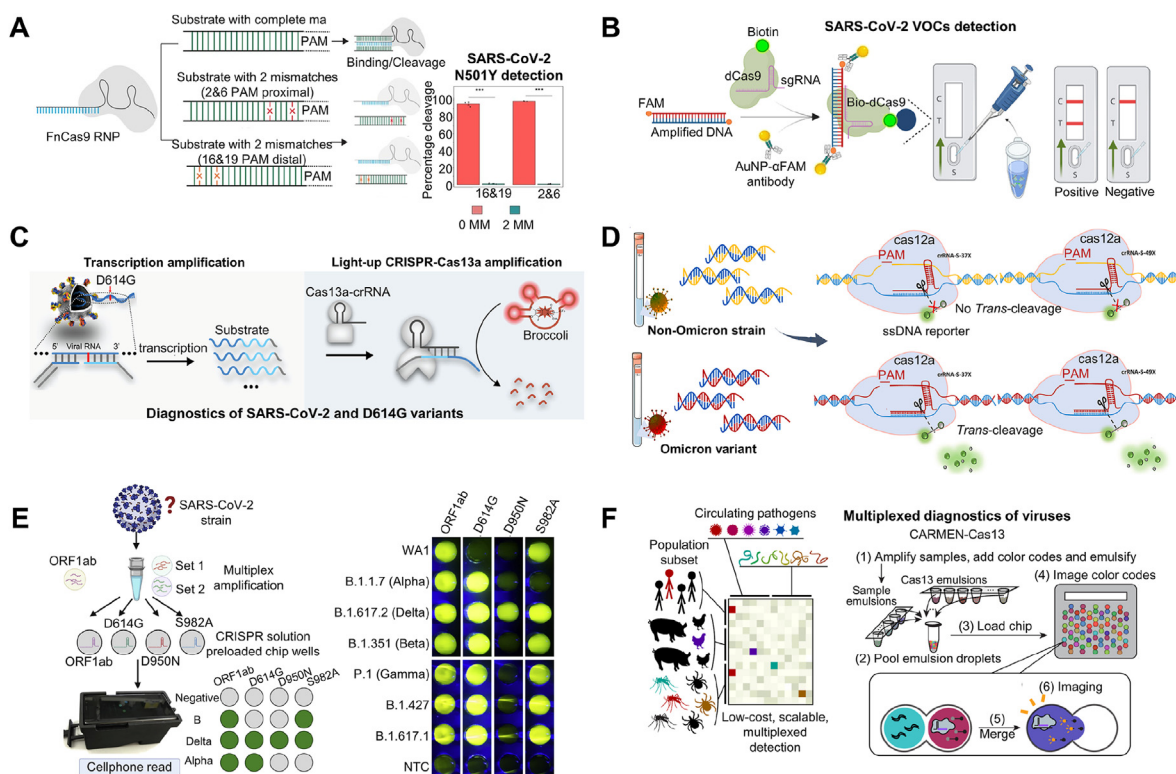 A
Substrate with complete ma
PAM
Binding/Cleavage
Substrate with 2 mismatches
(2&6 PAM proximal)
PAM
FnCas9 RNP
Substrate with 2 mismatches
(16&19 PAM distal)
PAM
SARS-CoV-2
N501Y detection
Percentage cleavage
100
80
60
40
20
0
***
***
16&19
2&6
0 MM
2 MM
B
SARS-CoV-2 VOCs detection
Biotin
dCas9
sgRNA
FAM
Amplified DNA
Bio-dCas9
AuNP-αFAM
antibody
C
T
S
C
T
S
C
T
S
Positive
Negative
C
Transcription amplification
D614G
5'
Viral RNA
3'
transcription
Substrate
Light-up CRISPR-Cas13a amplification
Cas13a-crRNA
Broccoli
Diagnostics of SARS-CoV-2 and D614G variants
D
Non-Omicron strain
Omicron variant
cas12a
PAM
crRNA-S-37X
No Trans-cleavage
ssDNA reporter
cas12a
PAM
crRNA-S-49X
cas12a
PAM
crRNA-S-37X
Trans-cleavage
cas12a
PAM
crRNA-S-49X
E
?
SARS-CoV-2
strain
ORF1ab
Set 1
Set 2
Multiplex
amplification
D614G
S982A
ORF1ab
D950N
CRISPR solution
preloaded chip wells
ORF1ab
D614G
D950N
S982A
Negative
B
Delta
Alpha
Cellphone read
ORF1ab
D614G
D950N
S982A
WA1
B.1.1.7 (Alpha)
B.1.617.2 (Delta)
B.1.351 (Beta)
P.1 (Gamma)
B.1.427
B.1.617.1
NTC
F
Circulating pathogens
Population
subset
Low-cost, scalable,
multiplexed
detection
Multiplexed diagnostics of viruses
CARMEN-Cas13
(1) Amplify samples, add color codes and emulsify
Cas13 emulsions
Sample
emulsions
(4) Image color codes
(3) Load chip
(2) Pool emulsion droplets
(6) Imaging
(5)
Merge